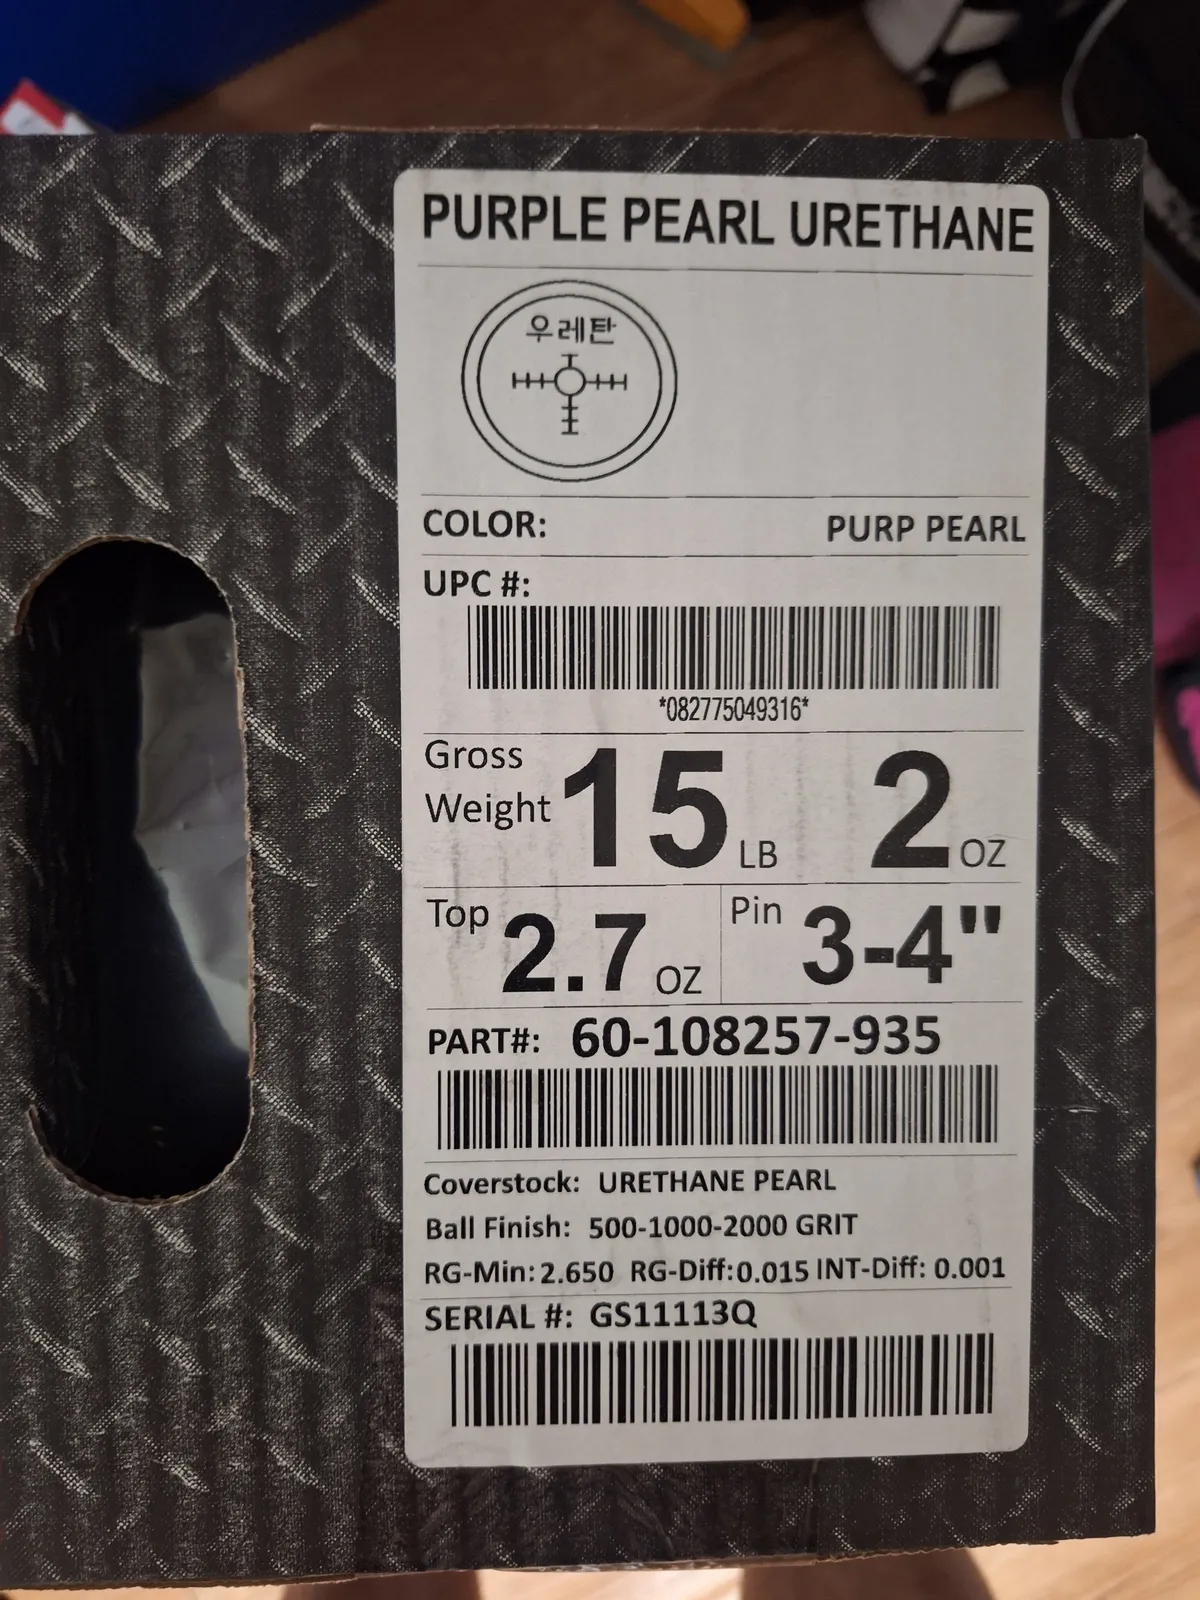 PURPLE PEARL URETHANE
우레탄
COLOR: PURP PEARL
UPC #:
*082775049316*
Gross Weight 15 LB 2 OZ
Top 2.7 OZ Pin 3-4"
PART#: 60-108257-935
Coverstock: URETHANE PEARL
Ball Finish: 500-1000-2000 GRIT
RG-Min: 2.650 RG-Diff: 0.015 INT-Diff: 0.001
SERIAL #: GS11113Q